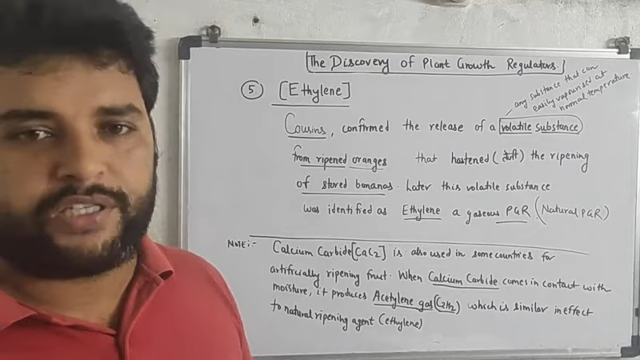 The Discovery of Plant Growth Regulators
any substance that can
easily vaporised at
normal temperature
5 [Ethylene]
Cousins, confirmed the release of a volatile substance
from ripened oranges that hastened ( ) the ripening
of stored bananas. Later this volatile substance
was identified as Ethylene a gaseous PGR (Natural PGR)
Note:- Calcium Carbide [CaC2] is also used in some countries for
artificially ripening fruit. When Calcium Carbide comes in contact with
moisture, it produces Acetylene gas (C2H2) which is similar in effect
to natural ripening agent (ethylene)